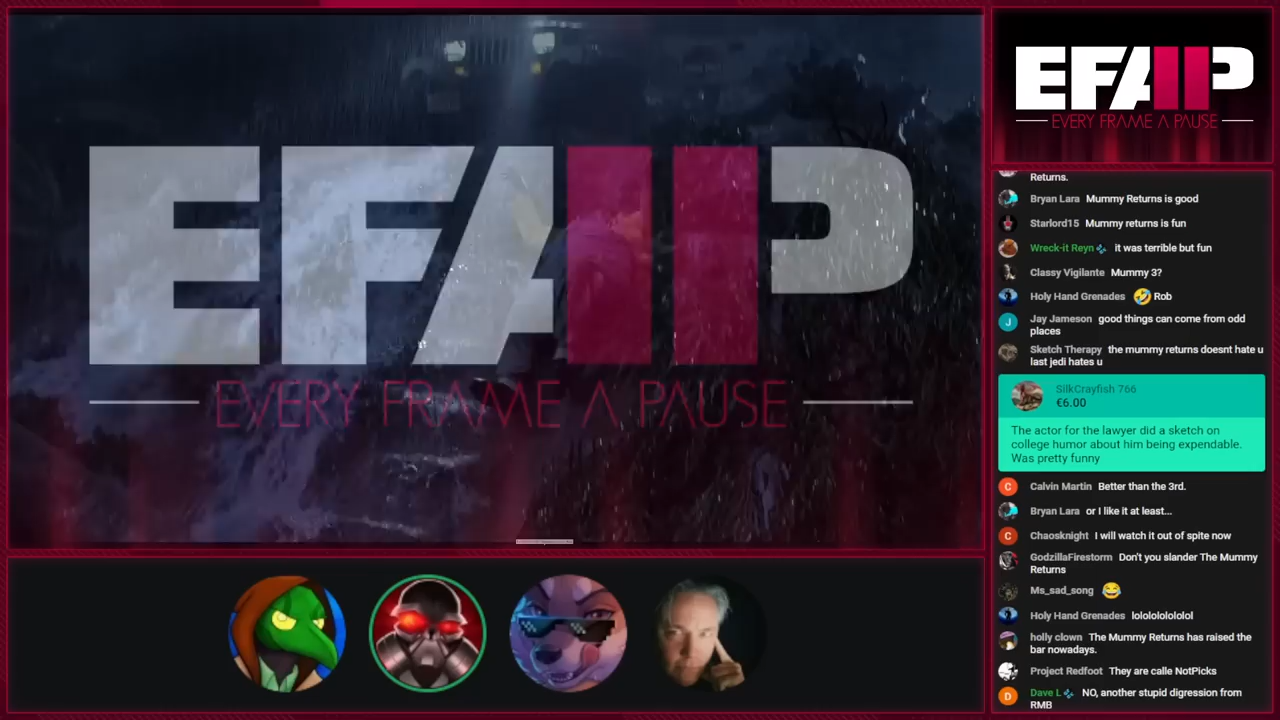 EFAP
EVERY FRAME A PAUSE
EFAP
EVERY FRAME A PAUSE
Returns.
Bryan Lara Mummy Returns is good
Starlord15 Mummy returns is fun
Wreck-it Reyn it was terrible but fun
Classy Vigilante Mummy 3?
Holy Hand Grenades 🤣 Rob
J Jay Jameson good things can come from odd
places
Sketch Therapy the mummy returns doesnt hate u
last jedi hates u
SilkCrayfish 766
€6.00
The actor for the lawyer did a sketch on
college humor about him being expendable.
Was pretty funny
C Calvin Martin Better than the 3rd.
Bryan Lara or I like it at least...
C Chaosknight I will watch it out of spite now
GodzillaFirestorm Don't you slander The Mummy
Returns
Ms_sad_song 😂
Holy Hand Grenades lolololololol
holly clown The Mummy Returns has raised the
bar nowadays.
Project Redfoot They are calle NotPicks
D Dave L NO, another stupid digression from
RMB